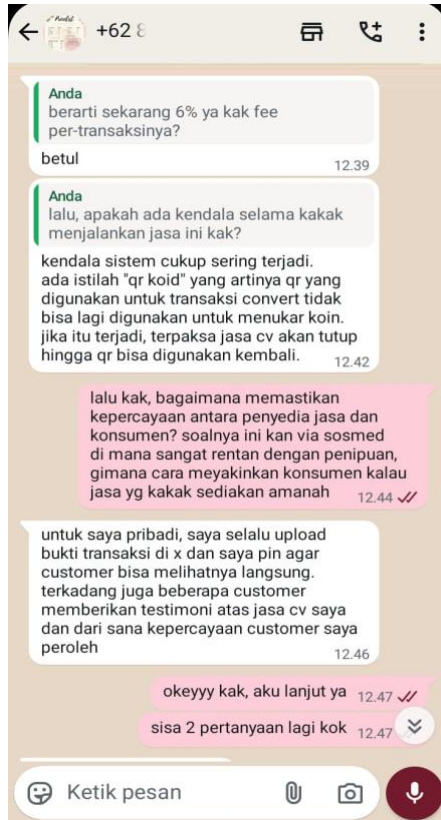 +62 8
Anda
berarti sekarang 6% ya kak fee
per-transaksinya?
betul
12.39
Anda
lalu, apakah ada kendala selama kakak
menjalankan jasa ini kak?
kendala sistem cukup sering terjadi.
ada istilah "qr koid" yang artinya qr yang
digunakan untuk transaksi convert tidak
bisa lagi digunakan untuk menukar koin.
jika itu terjadi, terpaksa jasa cv akan tutup
hingga qr bisa digunakan kembali.
12.42
lalu kak, bagaimana memastikan
kepercayaan antara penyedia jasa dan
konsumen? soalnya ini kan via sosmed
di mana sangat rentan dengan penipuan,
gimana cara meyakinkan konsumen kalau
jasa yg kakak sediakan amanah
12.44
untuk saya pribadi, saya selalu upload
bukti transaksi di x dan saya pin agar
customer bisa melihatnya langsung.
terkadang juga beberapa customer
memberikan testimoni atas jasa cv saya
dan dari sana kepercayaan customer saya
peroleh
12.46
okeyyy kak, aku lanjut ya 12.47
sisa 2 pertanyaan lagi kok 12.47
Ketik pesan